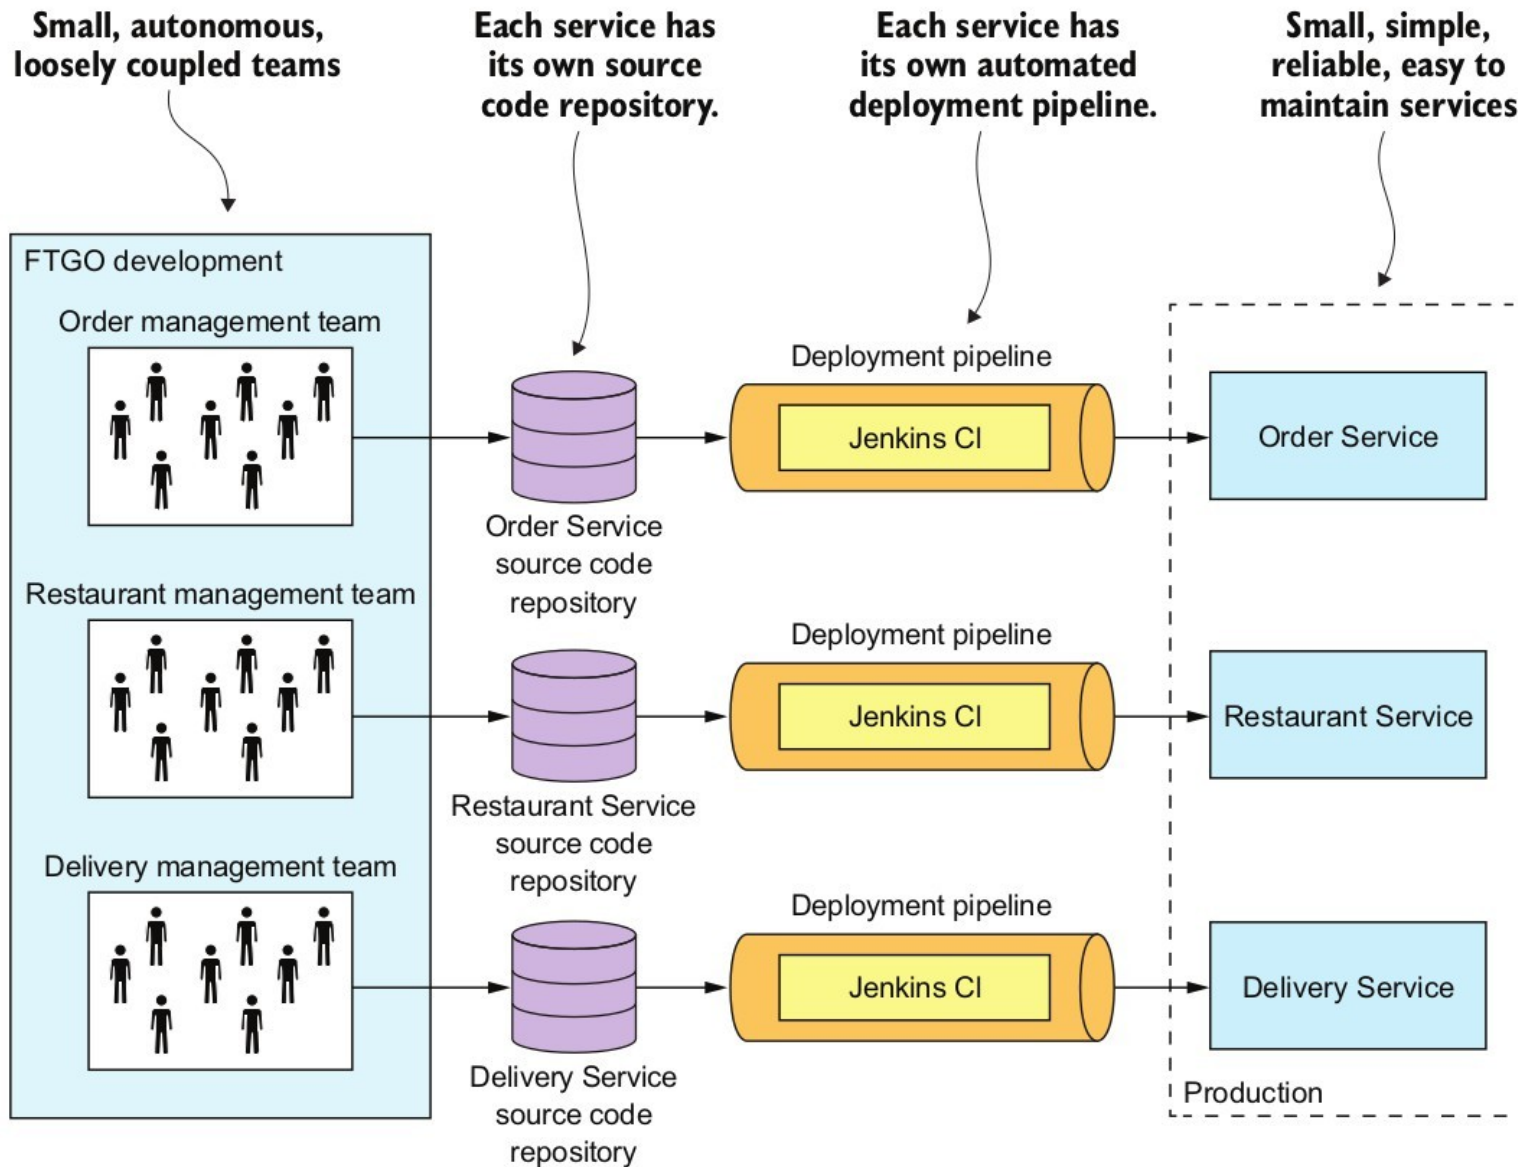 Small, autonomous,
loosely coupled teams
Each service has
its own source
code repository.
Each service has
its own automated
deployment pipeline.
Small, simple,
reliable, easy to
maintain services
FTGO development
Order management team
Order Service
source code
repository
Deployment pipeline
Jenkins CI
Order Service
Restaurant management team
Restaurant Service
source code
repository
Deployment pipeline
Jenkins CI
Restaurant Service
Delivery management team
Delivery Service
source code
repository
Deployment pipeline
Jenkins CI
Delivery Service
Production